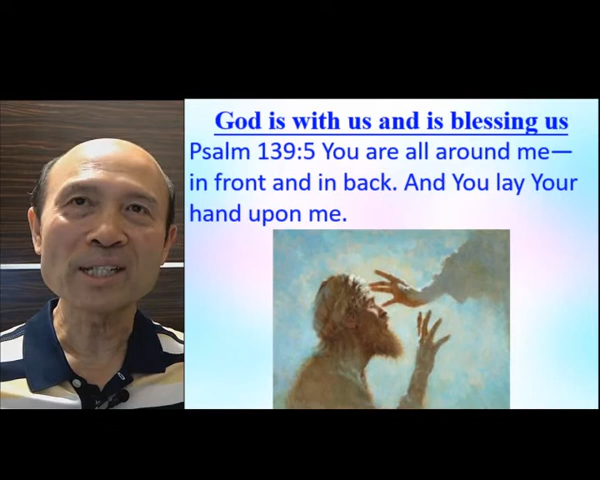 God is with us and is blessing us
Psalm 139:5 You are all around me—
in front and in back. And You lay Your
hand upon me.